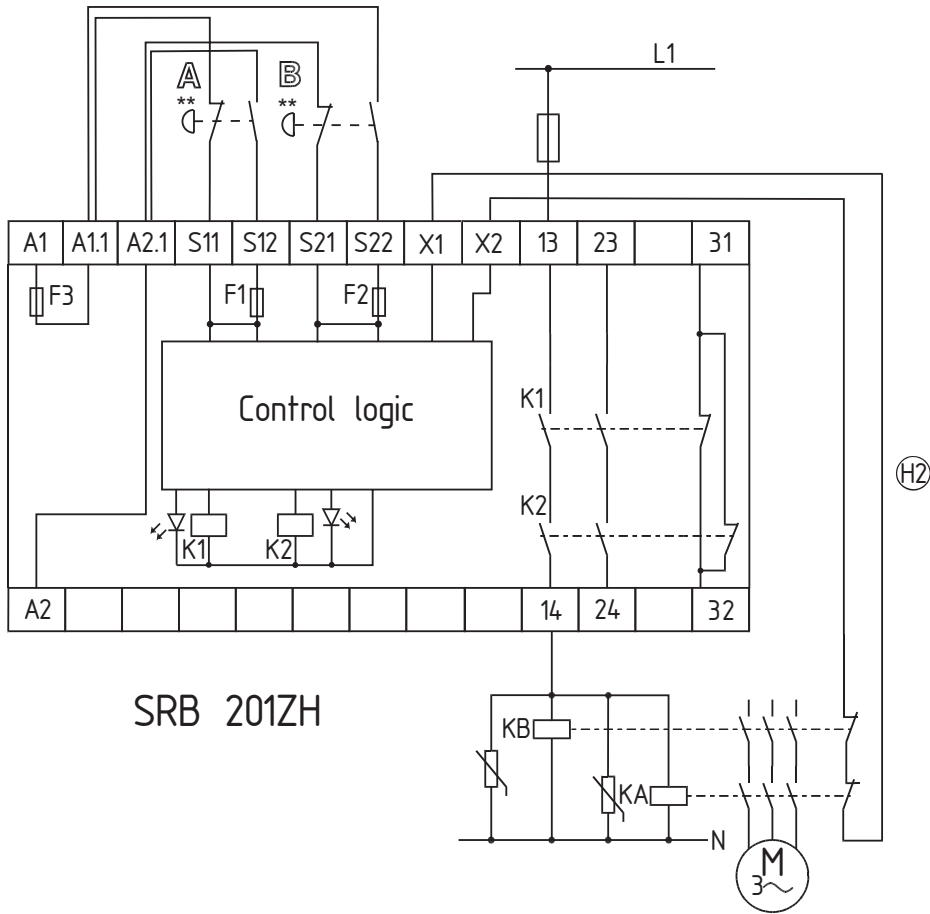 L1
A B
** **
A1 A1.1 A2.1 S11 S12 S21 S22 X1 X2 13 23 31
F3 F1 F2
K1
Control logic
H2
K2
K1 K2
A2 14 24 32
SRB 201ZH
KB
KA
N
M
3~